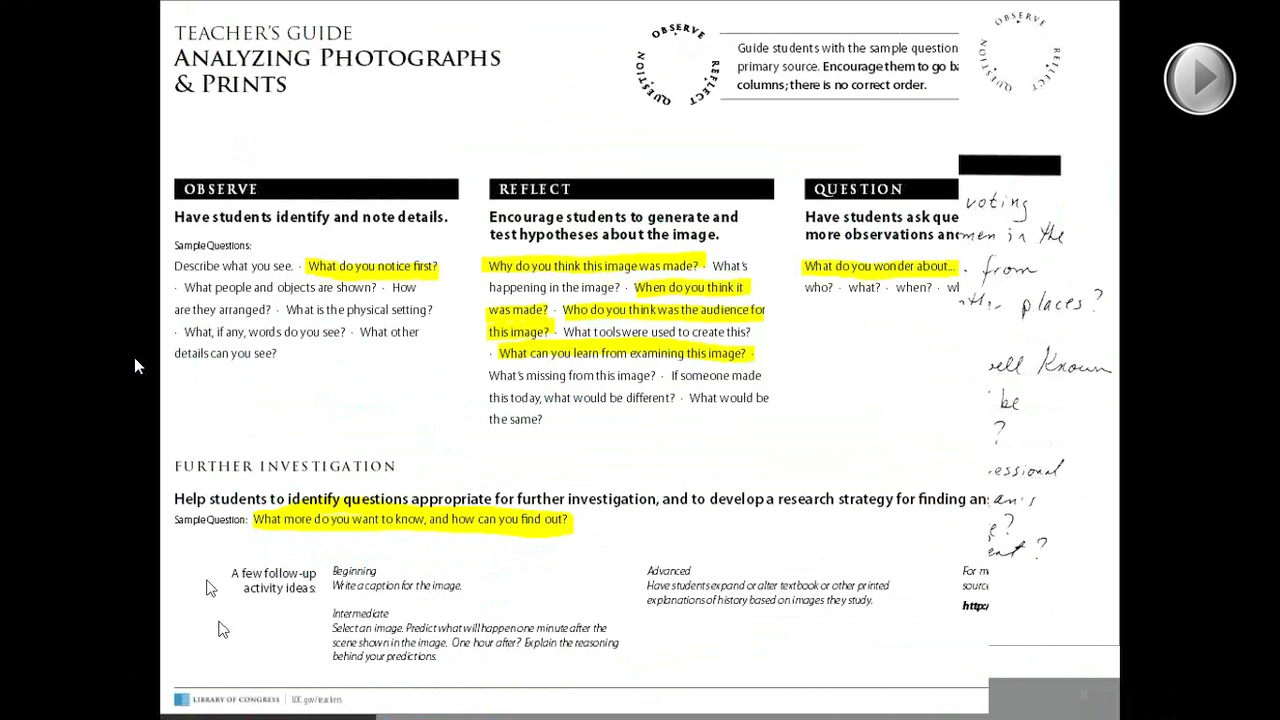 TEACHER'S GUIDE
ANALYZING PHOTOGRAPHS
& PRINTS
OBSERVE REFLECT QUESTION
Guide students with the sample question
primary source. Encourage them to go ba
columns; there is no correct order.
OBSERVE REFLECT QUESTION
OBSERVE
Have students identify and note details.
Sample Questions:
Describe what you see. · What do you notice first?
· What people and objects are shown? · How
are they arranged? · What is the physical setting?
· What, if any, words do you see? · What other
details can you see?
REFLECT
Encourage students to generate and
test hypotheses about the image.
Why do you think this image was made? · What's
happening in the image? · When do you think it
was made? · Who do you think was the audience for
this image? · What tools were used to create this?
· What can you learn from examining this image? ·
What's missing from this image? · If someone made
this today, what would be different? · What would be
the same?
QUESTION
Have students ask que
more observations and
What do you wonder about...
who? · what? · when? · wh
voting
men in the
from
places?
well known
be
?
essional
an's
?
ent?
FURTHER INVESTIGATION
Help students to identify questions appropriate for further investigation, and to develop a research strategy for finding an
Sample Question: What more do you want to know, and how can you find out?
A few follow-up
activity ideas:
Beginning
Write a caption for the image.
Intermediate
Select an image. Predict what will happen one minute after the
scene shown in the image. One hour after? Explain the reasoning
behind your predictions.
Advanced
Have students expand or alter textbook or other printed
explanations of history based on images they study.
For m
source
http:/
LIBRARY OF CONGRESS | LOC.gov/teachers